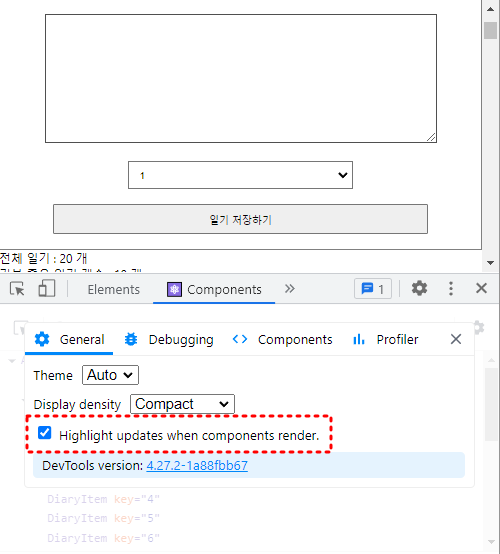 1
일기 저장하기
전체 일기 : 20 개
Elements Components 1
General Debugging Components Profiler
Theme Auto
Display density Compact
Highlight updates when components render.
DevTools version: 4.27.2-1a88fbb67
DiaryItem key="4"
DiaryItem key="5"
DiaryItem key="6"